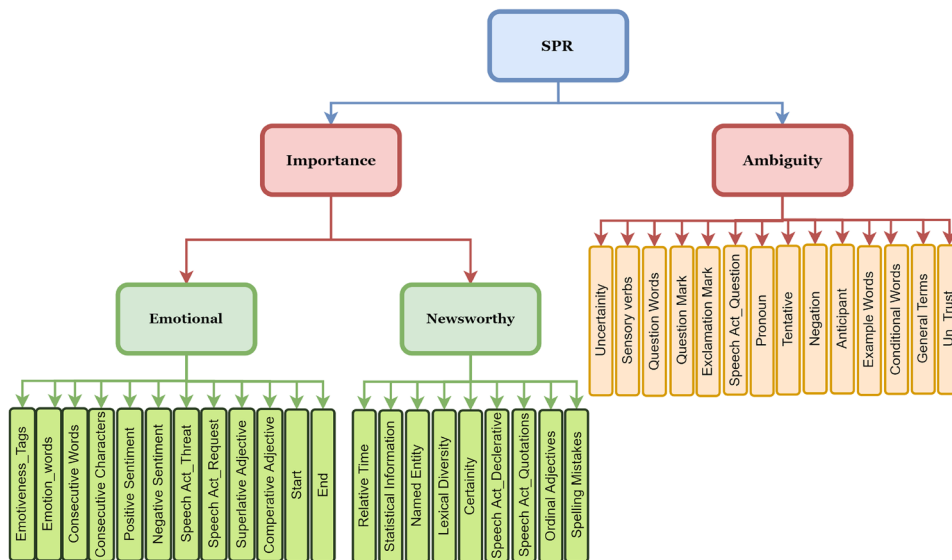 SPR
Importance
Ambiguity
Emotional
Newsworthy
Uncertainity
Sensory verbs
Question Words
Question Mark
Exclamation Mark
Speech Act_Question
Pronoun
Tentative
Negation
Anticipant
Example Words
Conditional Words
General Terms
Un_Trust
Emotiveness_Tags
Emotion_words
Consecutive Words
Consecutive Characters
Positive Sentiment
Negative Sentiment
Speech Act_Threat
Speech Act_Request
Superlative Adjective
Comperative Adjective
Start
End
Relative Time
Statistical Information
Named Entity
Lexical Diversity
Certainity
Speech Act_Declerative
Speech Act_Quotations
Ordinal Adjectives
Spelling Mistakes